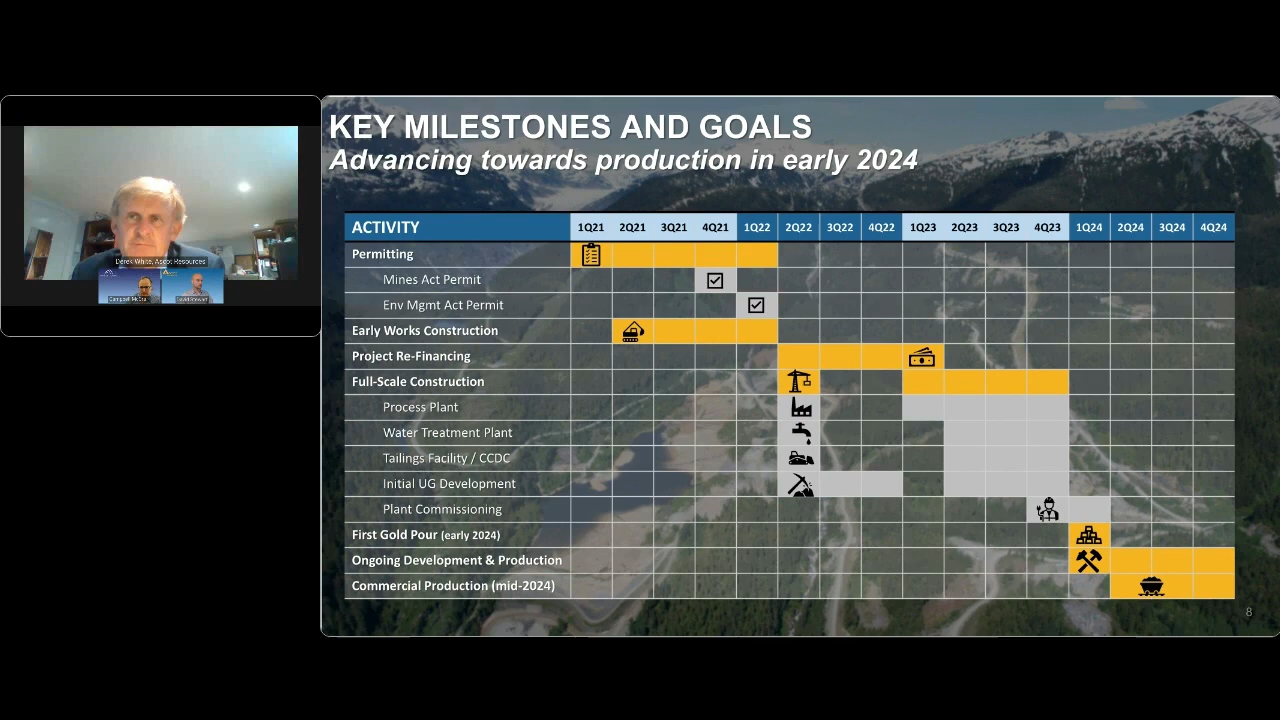 Derek White, Ascot Resources
David Stewart
KEY MILESTONES AND GOALS
Advancing towards production in early 2024
ACTIVITY 1Q21 2Q21 3Q21 4Q21 1Q22 2Q22 3Q22 4Q22 1Q23 2Q23 3Q23 4Q23 1Q24 2Q24 3Q24 4Q24
Permitting
Mines Act Permit
Env Mgmt Act Permit
Early Works Construction
Project Re-Financing
Full-Scale Construction
Process Plant
Water Treatment Plant
Tailings Facility / CCDC
Initial UG Development
Plant Commissioning
First Gold Pour (early 2024)
Ongoing Development & Production
Commercial Production (mid-2024)
8